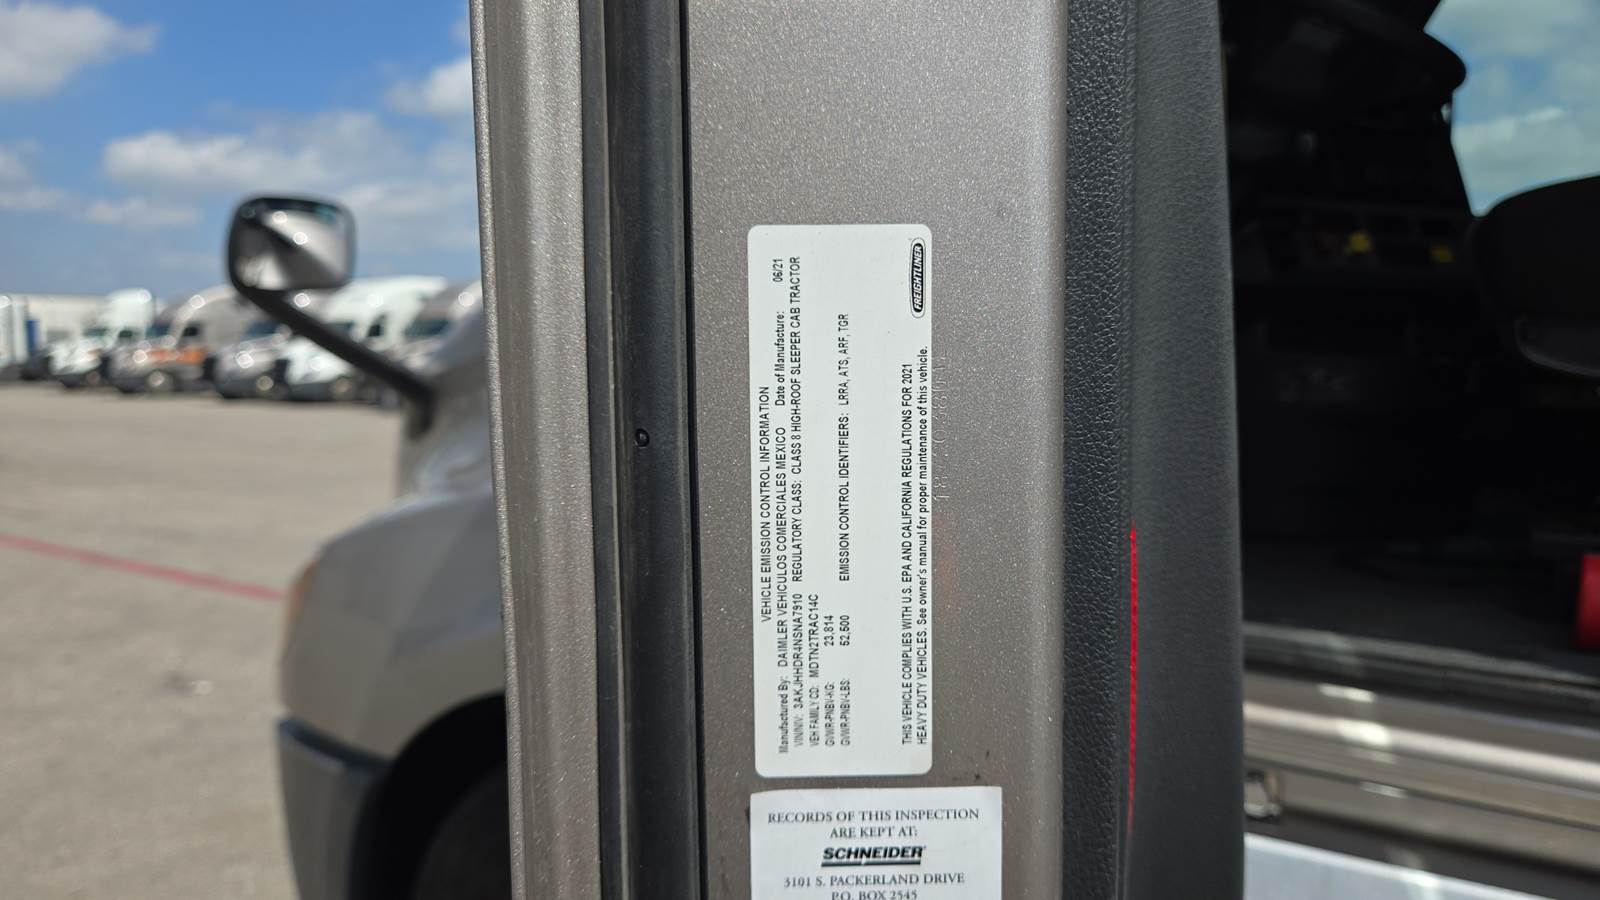 FREIGHTLINER
VEHICLE EMISSION CONTROL INFORMATION
Manufactured By: DAIMLER VEHICULOS COMERCIALES MEXICO Date of Manufacture: 06/21
VIN/NIV: 3AKJHHDR4NSNA7910 REGULATORY CLASS: CLASS 8 HIGH-ROOF SLEEPER CAB TRACTOR
VEH FAMILY CD: MDTN2TRAC14C
GVWR-PNBV-KG: 23,814
GVWR-PNBV-LBS: 52,500 EMISSION CONTROL IDENTIFIERS: LRRA, ATS, ARF, TGR
THIS VEHICLE COMPLIES WITH U.S. EPA AND CALIFORNIA REGULATIONS FOR 2021
HEAVY DUTY VEHICLES. See owner's manual for proper maintenance of this vehicle.
RECORDS OF THIS INSPECTION
ARE KEPT AT:
SCHNEIDER
3101 S. PACKERLAND DRIVE
P.O. BOX 2545